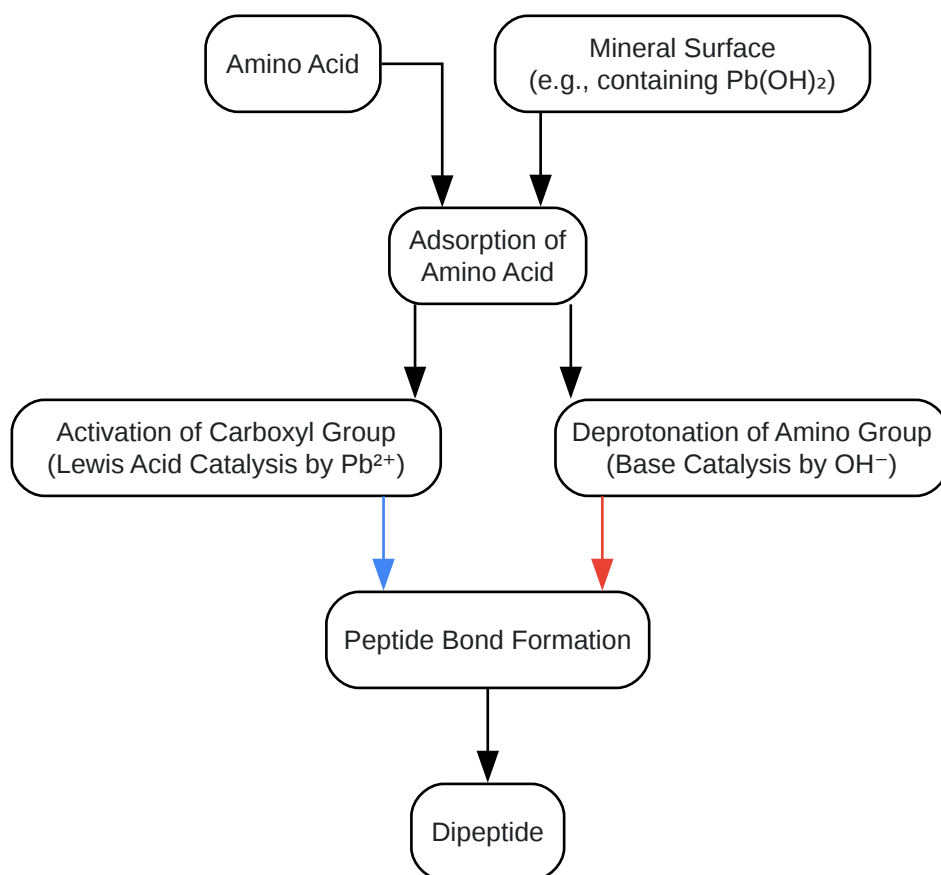 Amino Acid
Mineral Surface
(e.g., containing Pb(OH)₂)
Adsorption of
Amino Acid
Activation of Carboxyl Group
(Lewis Acid Catalysis by Pb²⁺)
Deprotonation of Amino Group
(Base Catalysis by OH⁻)
Peptide Bond Formation
Dipeptide